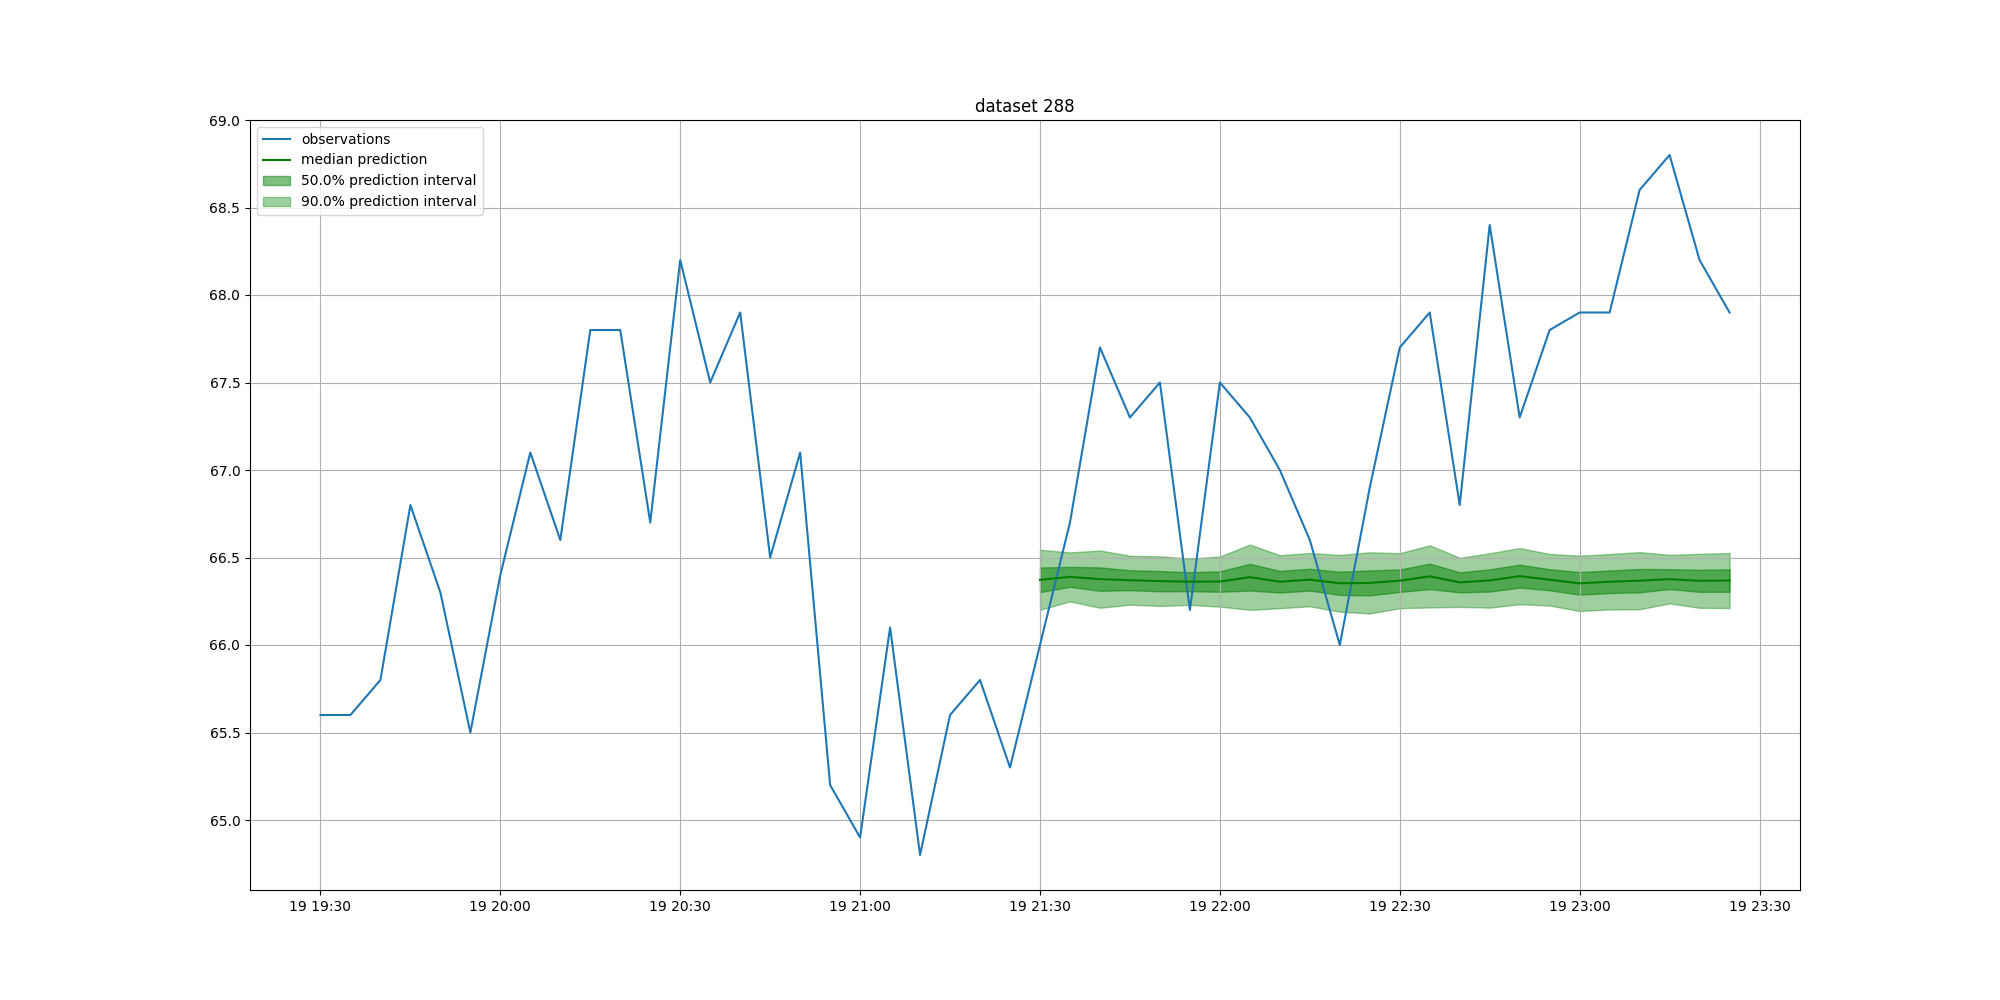 dataset 288
observations
median prediction
50.0% prediction interval
90.0% prediction interval
69.0
68.5
68.0
67.5
67.0
66.5
66.0
65.5
65.0
19 19:30 19 20:00 19 20:30 19 21:00 19 21:30 19 22:00 19 22:30 19 23:00 19 23:30